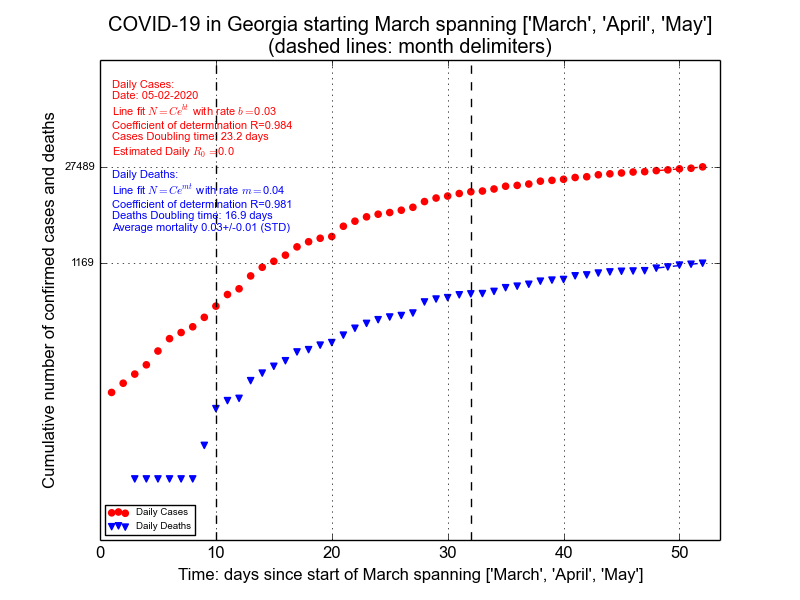 COVID-19 in Georgia starting March spanning ['March', 'April', 'May']
(dashed lines: month delimiters)
Daily Cases:
Date: 05-02-2020
Line fit N = Ce^{bt} with rate b =0.03
Coefficient of determination R=0.984
Cases Doubling time: 23.2 days
Estimated Daily R_0 =0.0
Daily Deaths:
Line fit N = Ce^{mt} with rate m =0.04
Coefficient of determination R=0.981
Deaths Doubling time: 16.9 days
Average mortality 0.03+/-0.01 (STD)
27489
1169
Cumulative number of confirmed cases and deaths
Daily Cases
Daily Deaths
0 10 20 30 40 50
Time: days since start of March spanning ['March', 'April', 'May']